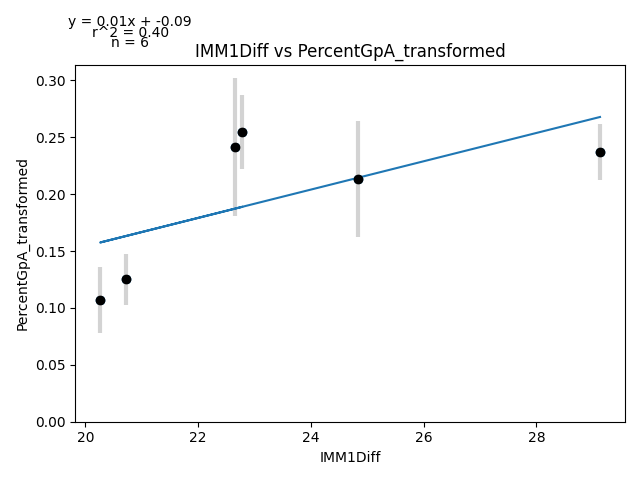 y = 0.01x + -0.09
r^2 = 0.40
n = 6
IMM1Diff vs PercentGpA_transformed
0.30
0.25
0.20
0.15
0.10
0.05
0.00
PercentGpA_transformed
20
22
24
26
28
IMM1Diff